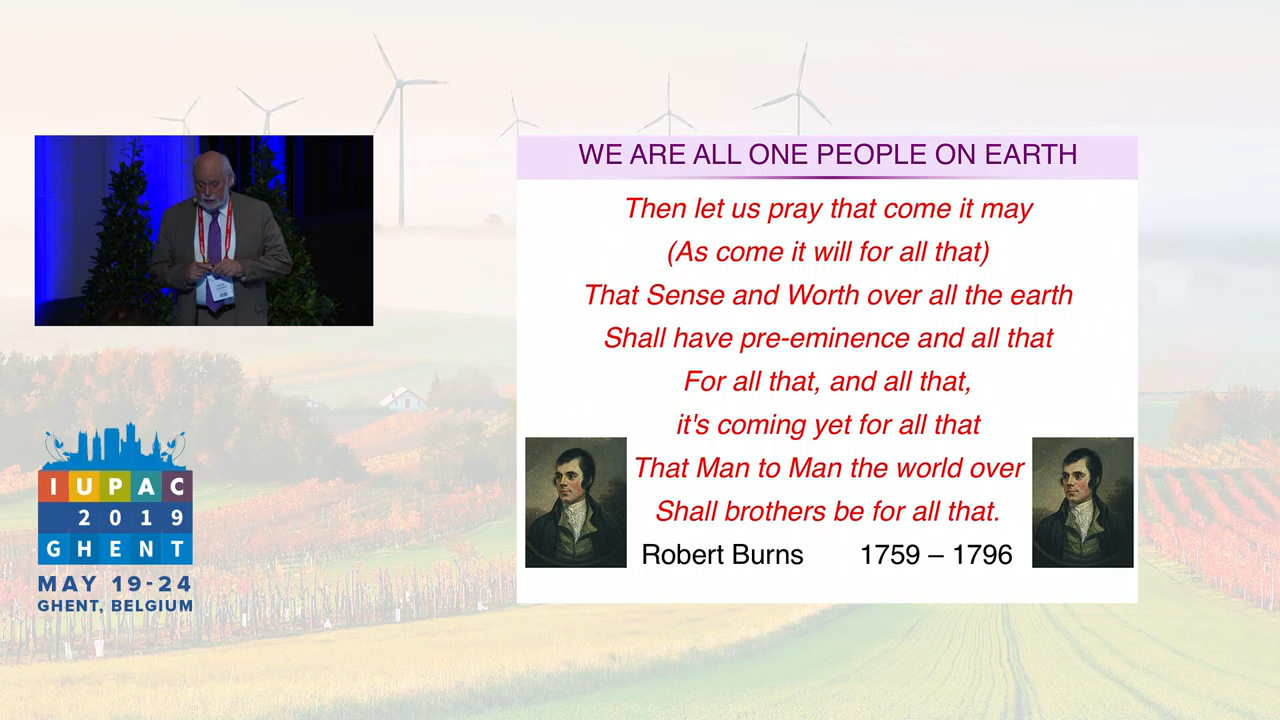 WE ARE ALL ONE PEOPLE ON EARTH
Then let us pray that come it may
(As come it will for all that)
That Sense and Worth over all the earth
Shall have pre-eminence and all that
For all that, and all that,
it's coming yet for all that
That Man to Man the world over
Shall brothers be for all that.
Robert Burns 1759 – 1796
IUPAC
2019
GHENT
MAY 19-24
GHENT, BELGIUM